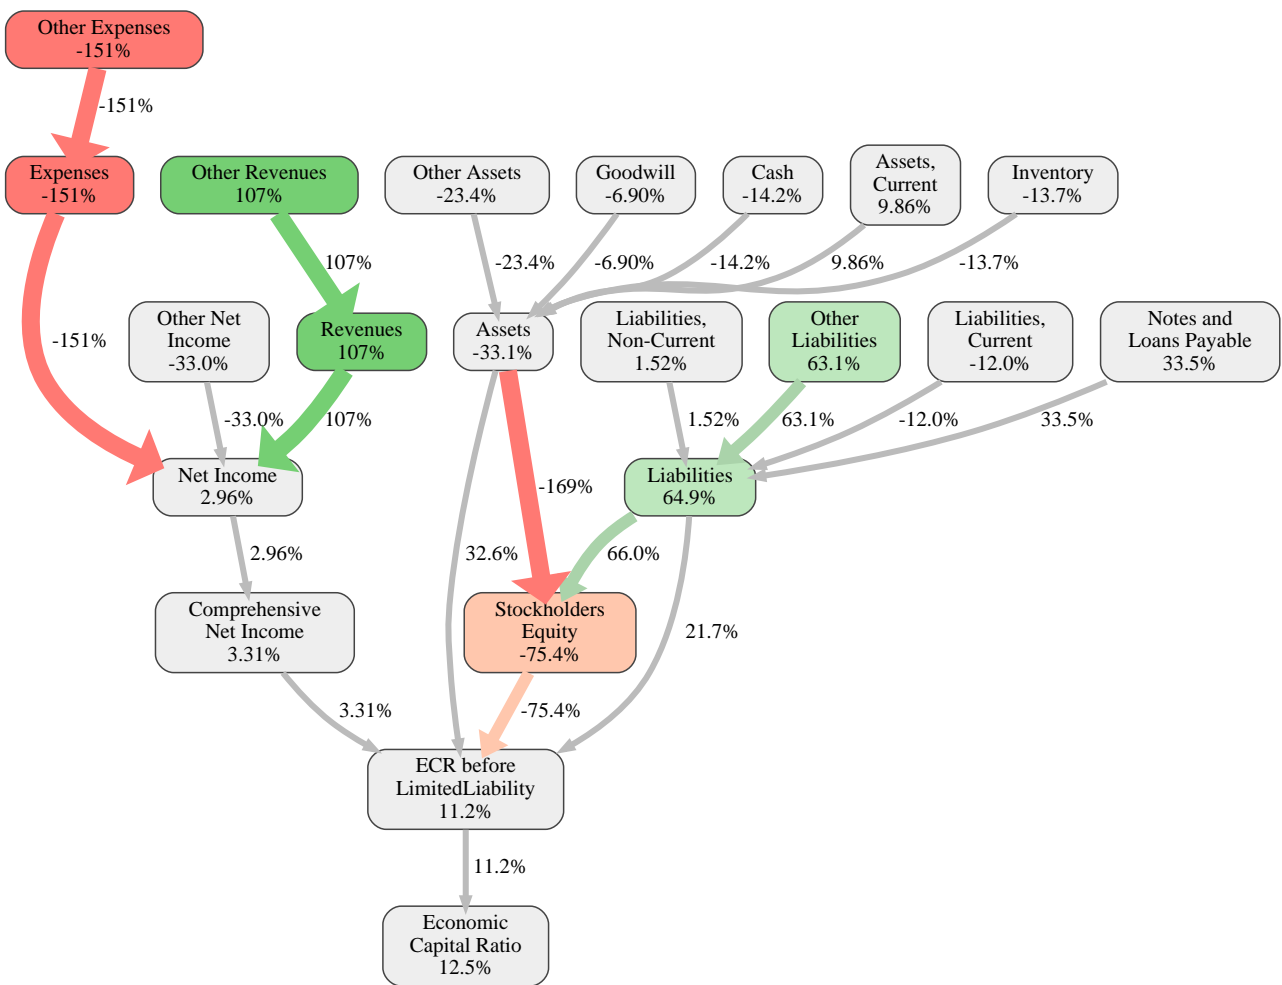 Other Expenses
-151%
-151%
Expenses
-151%
Other Revenues
107%
Other Assets
-23.4%
Goodwill
-6.90%
Cash
-14.2%
Assets,
Current
9.86%
Inventory
-13.7%
107%
-23.4%
-6.90%
-14.2%
9.86%
-13.7%
-151%
Other Net
Income
-33.0%
Revenues
107%
Assets
-33.1%
Liabilities,
Non-Current
1.52%
Other
Liabilities
63.1%
Liabilities,
Current
-12.0%
Notes and
Loans Payable
33.5%
-33.0%
107%
1.52%
63.1%
-12.0%
33.5%
Net Income
2.96%
-169%
Liabilities
64.9%
2.96%
32.6%
66.0%
Comprehensive
Net Income
3.31%
Stockholders
Equity
-75.4%
21.7%
3.31%
-75.4%
ECR before
LimitedLiability
11.2%
11.2%
Economic
Capital Ratio
12.5%